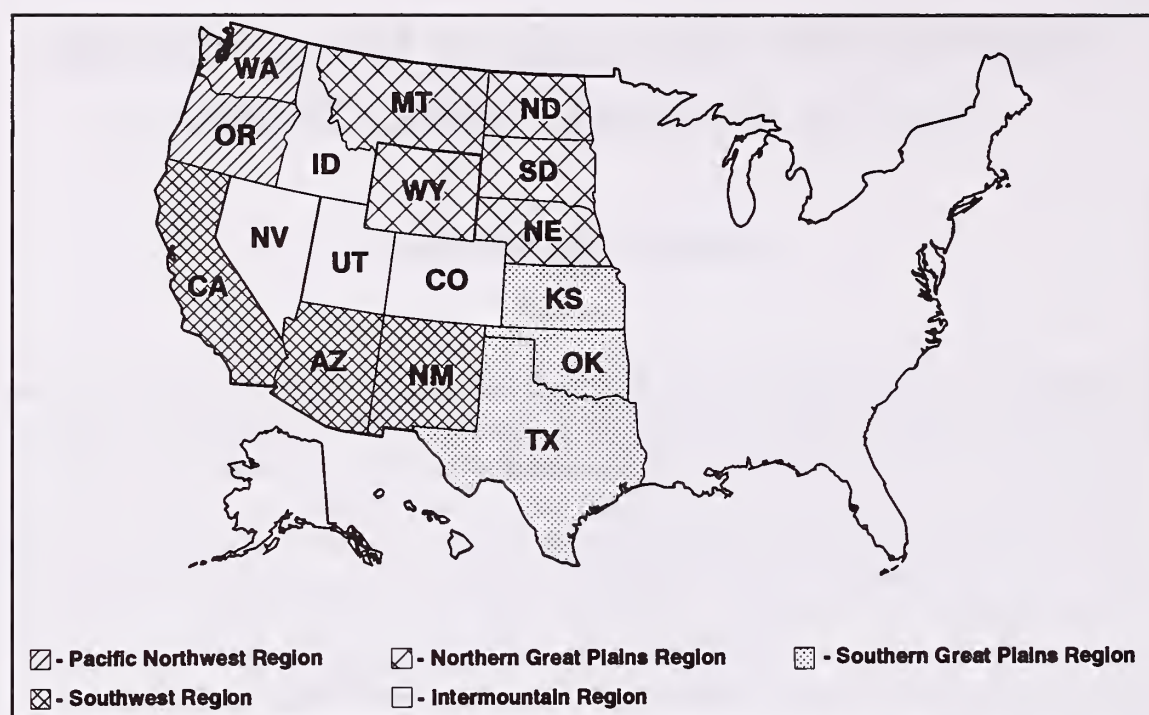 WA
MT
ND
OR
ID
SD
WY
NE
NV
UT
CO
CA
KS
AZ
NM
OK
TX
- Pacific Northwest Region
- Northern Great Plains Region
- Southern Great Plains Region
- Southwest Region
- Intermountain Region